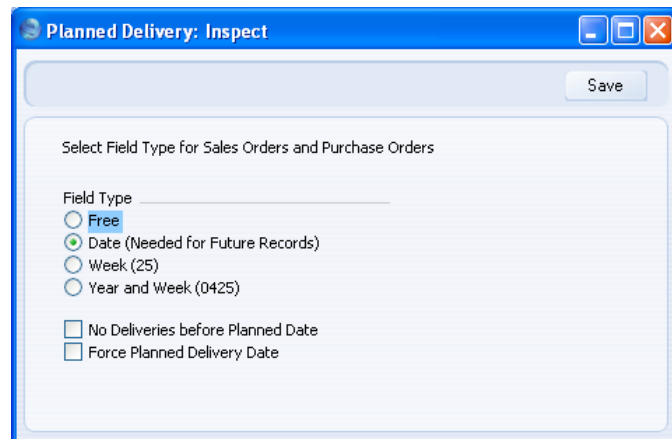 Planned Delivery: Inspect
Save
Select Field Type for Sales Orders and Purchase Orders
Field Type
Free
Date (Needed for Future Records)
Week (25)
Year and Week (0425)
No Deliveries before Planned Date
Force Planned Delivery Date